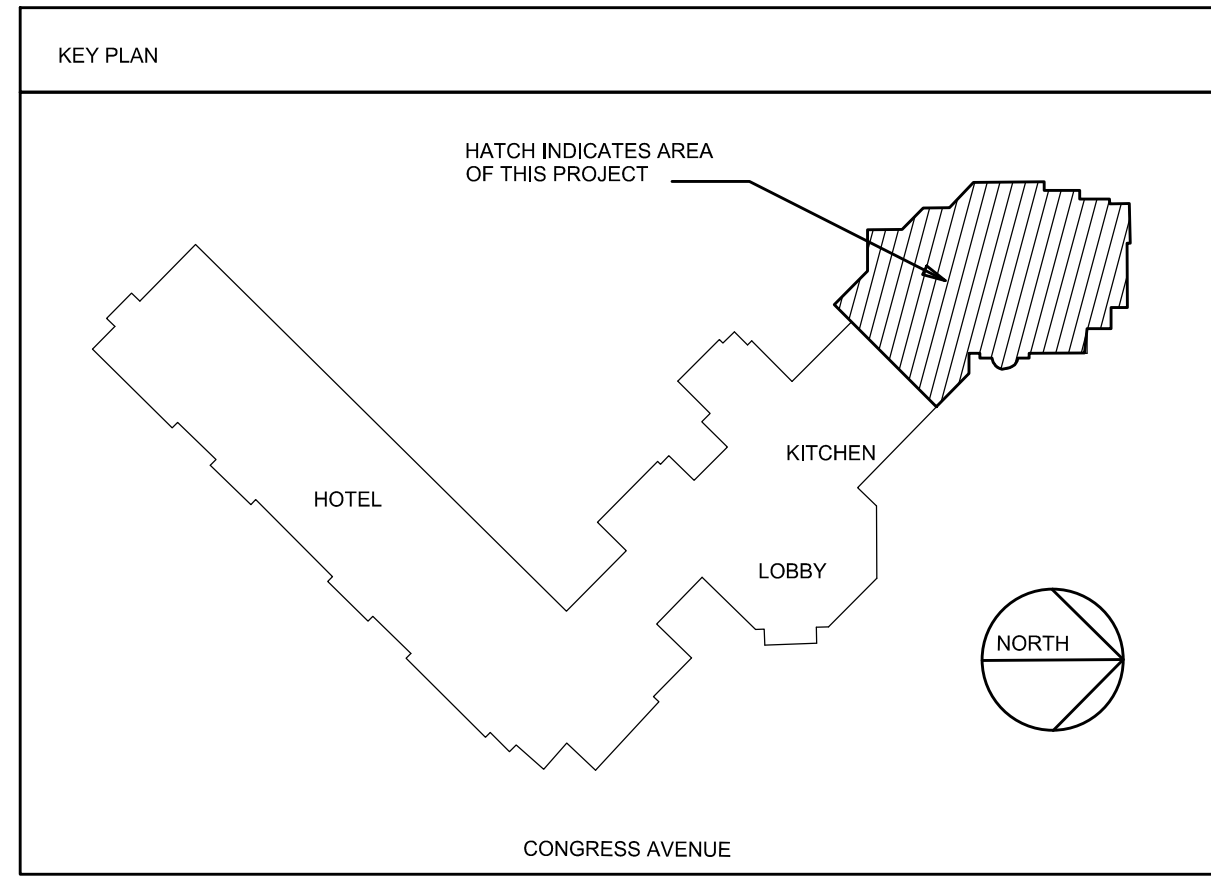 KEY PLAN
HATCH INDICATES AREA
OF THIS PROJECT
KITCHEN
HOTEL
LOBBY
NORTH
CONGRESS AVENUE